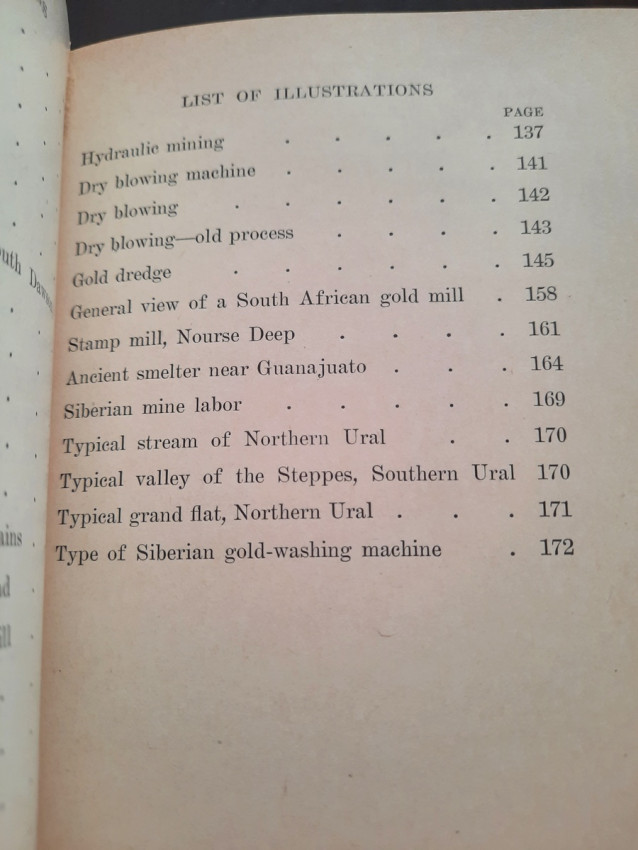 LIST OF ILLUSTRATIONS
PAGE
Hydraulic mining . . . . . 137
Dry blowing machine . . . . . 141
Dry blowing . . . . . . 142
Dry blowing—old process . . . . 143
Gold dredge . . . . . . 145
General view of a South African gold mill . 158
Stamp mill, Nourse Deep . . . . 161
Ancient smelter near Guanajuato . . . 164
Siberian mine labor . . . . . 169
Typical stream of Northern Ural . . 170
Typical valley of the Steppes, Southern Ural 170
Typical grand flat, Northern Ural . . . 171
Type of Siberian gold-washing machine . 172